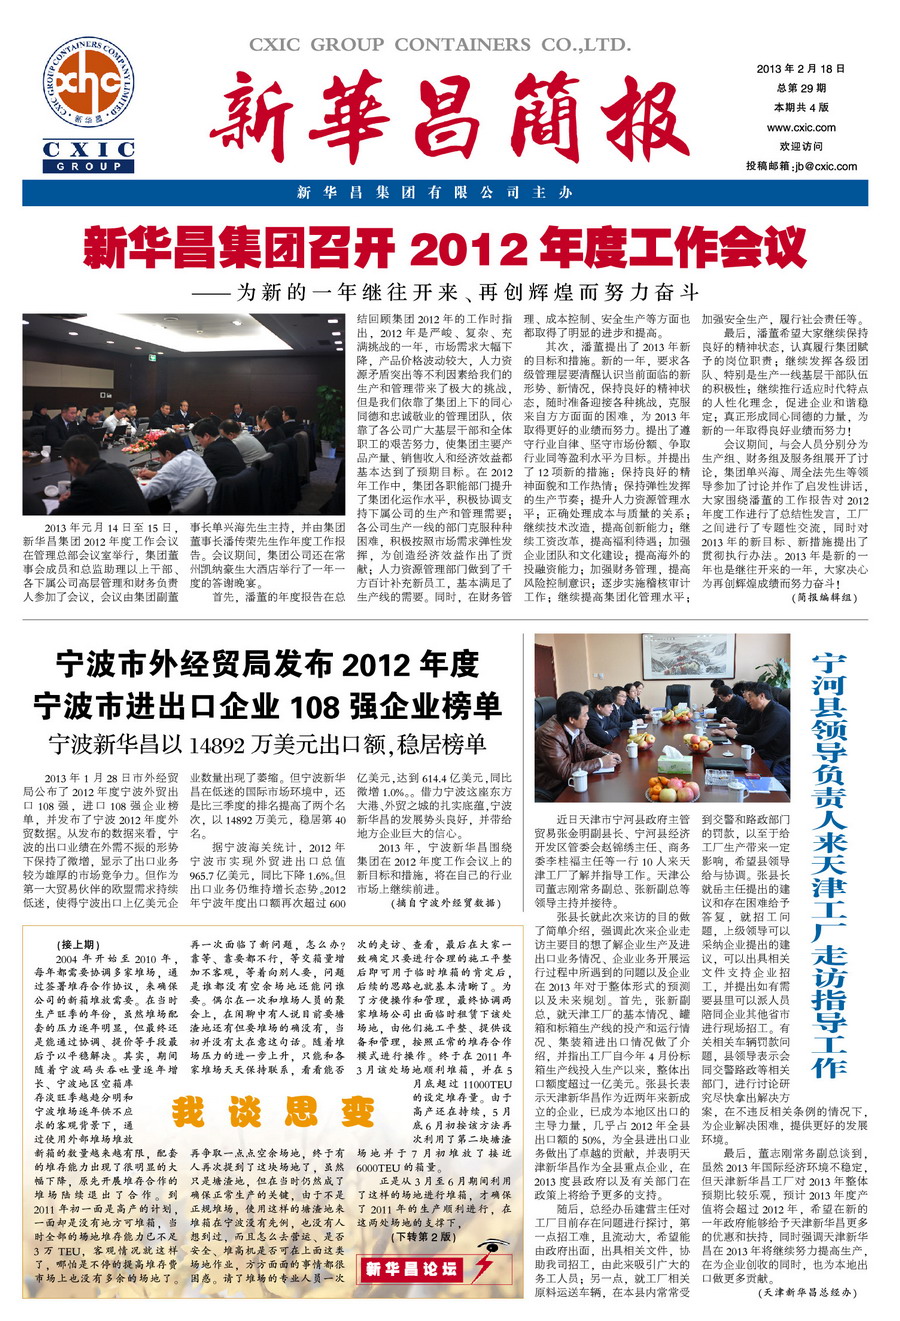 CXIC GROUP CONTAINERS CO.,LTD.
CXIC GROUP CONTAINERS COMPANY LIMITED
xhc
·新华昌·
CXIC
GROUP
新華昌簡报
2013 年 2 月 18 日
总第 29 期
本期共 4 版
www.cxic.com
欢迎访问
投稿邮箱:jb@cxic.com
新华昌集团有限公司主办
新华昌集团召开 2012 年度工作会议
——为新的一年继往开来、再创辉煌而努力奋斗
2013 年元月 14 日至 15 日，
新华昌集团 2012 年度工作会议
在管理总部会议室举行，集团董
事会成员和总监助理以上干部、
各下属公司高层管理和财务负责
人参加了会议，会议由集团副董
事长单兴海先生主持，并由集团
董事长潘传荣先生作年度工作报
告。会议期间，集团公司还在常
州凯纳豪生大酒店举行了一年一
度的答谢晚宴。
首先，潘董的年度报告在总
结回顾集团 2012 年的工作时指
出，2012 年是严峻、复杂、充
满挑战的一年，市场需求大幅下
降，产品价格波动较大，人力资
源矛盾突出等不利因素给我们的
生产和管理带来了极大的挑战，
但是我们依靠了集团上下的同心
同德和忠诚敬业的管理团队，依
靠了各公司广大基层干部和全体
职工的艰苦努力，使集团主要产
品产量、销售收入和经济效益都
基本达到了预期目标。在 2012
年工作中，集团各职能部门提升
了集团化运作水平，积极协调支
持下属公司的生产和管理需要；
各公司生产一线的部门克服种种
困难，积极按照市场需求弹性发
挥，为创造经济效益作出了贡
献；人力资源管理部门做到了千
方百计补充新员工，基本满足了
生产线的需要。同时，在财务管
理、成本控制、安全生产等方面也
都取得了明显的进步和提高。
其次，潘董提出了 2013 年新
的目标和措施。新的一年，要求各
级管理层要清醒认识当前面临的新
形势、新情况，保持良好的精神状
态，随时准备迎接各种挑战，克服
来自方方面面的困难，为 2013 年
取得更好的业绩而努力。提出了遵
守行业自律、坚守市场份额、争取
行业同等盈利水平为目标。并提出
了 12 项新的措施：保持良好的精
神面貌和工作热情；保持弹性发挥
的生产节奏；提升人力资源管理水
平；正确处理成本与质量的关系；
继续技术改造，提高创新能力；继
续工资改革，提高福利待遇；加强
企业团队和文化建设；提高海外的
投融资能力；加强财务管理，提高
风险控制意识；逐步实施稽核审计
工作；继续提高集团化管理水平；
加强安全生产，履行社会责任等。
最后，潘董希望大家继续保持
良好的精神状态，认真履行集团赋
予的岗位职责；继续发挥各级团
队、特别是生产一线基层干部队伍
的积极性；继续推行适应时代特点
的人性化理念，促进企业和谐稳
定；真正形成同心同德的力量，为
新的一年取得良好业绩而努力！
会议期间，与会人员分别分为
生产组、财务组及服务组展开了讨
论，集团单兴海、周全法先生等领
导参加了讨论并作了启发性讲话，
大家围绕潘董的工作报告对 2012
年度工作进行了总结性发言，工厂
之间进行了专题性交流，同时对
2013 年的新目标、新措施提出了
贯彻执行办法。2013 年是新的一
年也是继往开来的一年，大家决心
为再创辉煌成绩而努力奋斗！
（简报编辑组）
宁波市外经贸局发布 2012 年度
宁波市进出口企业 108 强企业榜单
宁波新华昌以 14892 万美元出口额,稳居榜单
2013 年 1 月 28 日市外经贸
局公布了 2012 年度宁波外贸出
口 108 强，进口 108 强企业榜
单，并发布了宁波 2012 年度外
贸数据。从发布的数据来看，宁
波的出口业绩在外需不振的形势
下保持了微增，显示了出口业务
较为雄厚的市场竞争力。但作为
第一大贸易伙伴的欧盟需求持续
低迷，使得宁波出口上亿美元企
业数量出现了萎缩。但宁波新华
昌在低迷的国际市场环境中，还
是比三季度的排名提高了两个名
次，以 14892 万美元，稳居第 40
名。
据宁波海关统计，2012 年
宁波市实现外贸进出口总值
965.7 亿美元，同比下降 1.6%。但
出口业务仍维持增长态势。2012
年宁波年度出口额再次超过 600
亿美元,达到 614.4 亿美元,同比
微增 1.0%。。借力宁波这座东方
大港、外贸之城的扎实底蕴,宁波
新华昌的发展势头良好，并带给
地方企业巨大的信心。
2013 年，宁波新华昌围绕
集团在 2012 年度工作会议上的
新目标和措施，将在自己的行业
市场上继续前进。
（摘自宁波外经贸数据）
宁河县领导负责人来天津工厂走访指导工作
近日天津市宁河县政府主管
贸易张金明副县长、宁河县经济
开发区管委会赵锦绣主任、商务
委李桂福主任等一行 10 人来天
津工厂了解并指导工作。天津公
司董志刚常务副总、张新副总等
领导主持并接待。
张县长就此次来访的目的做
了简单介绍，强调此次来企业走
访主要目的想了解企业生产及进
出口业务情况、企业业务开展运
行过程中所遇到的问题以及企业
在 2013 年对于整体形式的预测
以及未来规划。首先，张新副
总，就天津工厂的基本情况、罐
箱和标箱生产线的投产和运行情
况、集装箱进出口情况做了介
绍，并指出工厂自今年 4 月份标
箱生产线投入生产以来，整体出
口额度超过一亿美元。张县长表
示天津新华昌作为近两年来新成
立的企业，已成为本地区出口的
主导力量，几乎占 2012 年全县
出口额的 50%，为全县进出口业
务做出了卓越的贡献，并表明天
津新华昌作为全县重点企业，在
2013 度县政府以及有关部门在
政策上将给予更多的支持。
随后，总经办岳建营主任对
工厂目前存在问题进行探讨，第
一点招工难，且流动大，希望能
由政府出面，出具相关文件，协
助我司招工，由此来吸引广大的
务工人员；另一点，就工厂相关
原料运送车辆，在本县内常常受
到交警和路政部门
的罚款，以至于给
工厂生产带来一定
影响，希望县领导
给与协调。张县长
就岳主任提出的建
议和存在困难给予
答复，就招工问
题，上级领导可以
采纳企业提出的建
议，可以出具相关
文件支持企业招
工，并提出如有需
要县里可以派人员
陪同企业其他省市
进行现场招工。有
关相关车辆罚款问
题，县领导表示会
同交警路政等相关
部门，进行讨论研
究尽快拿出解决方
案，在不违反相关条例的情况下，
为企业解决困难，提供更好的发展
环境。
最后，董志刚常务副总谈到，
虽然 2013 年国际经济环境不稳定，
但天津新华昌工厂对 2013 年整体
预期比较乐观，预计 2013 年度产
值将会超过 2012 年，希望在新的
一年政府能够给予天津新华昌更多
的优惠和扶持，同时强调天津新华
昌在 2013 年将继续努力提高生产，
在为企业创收的同时，也为本地出
口做更多贡献。
（天津新华昌总经办）
（接上期）
2004 年开始至 2010 年，
每年都需要协调多家堆场，通
过签署堆存合作协议，来确保
公司的新箱堆放需要。在当时
生产旺季的年份，虽然堆场配
套的压力逐年明显，但最终还
是能通过协调、提价等手段最
后予以平稳解决。其实，期间
随着宁波码头吞吐量逐年增
长、宁波地区空箱库
存淡旺季越趋分明和
宁波堆场逐年供不应
求的客观背景下，通
过使用外部堆场堆放
新箱的数量越来越有限，配套
的堆存能力出现了很明显的大
幅下降，原先开展堆存合作的
堆场陆续退出了合作。到
2011 年初一面是高产的计划，
一面却是没有地方可堆箱，当
时全部的场地堆存能力已不足
3 万 TEU，客观情况就这样
了，哪怕是不停的提高堆存费
市场上也没有多余的场地了。
再一次面临了新问题，怎么办？
靠等、靠要都不行，等交箱量增
加不客观，等着向别人要，问题
是谁都没有空余场地还能问谁
要。偶尔在一次和堆场人员的聚
会上，在闲聊中有人说目前要塘
渣地还有但要堆场的确没有，当
初并没有太在意这句话。随着堆
场压力的进一步上升，只能和各
家堆场天天保持联系，看看能否
我谈思变
再争取一点点空余场地，终于有
人再次提到了这块场地了，虽然
只是塘渣地，但在当时仍然成了
确保正常生产的关键，由于不是
正规堆场，使用这样的塘渣地来
堆箱在宁波没有先例，也没有人
想到过，而且怎么去营运、是否
安全、堆高机是否可在上面这类
场地作业，方方面面的事情都很
困惑。请了堆场的专业人员一次
次的走访、查看，最后在大家一
致确定只要进行合理的施工平整
后即可用于临时堆箱的肯定后，
后续的思路也就基本清晰了。为
了方便操作和管理，最终协调两
家堆场公司出面临时租赁下该处
场地，由他们施工平整、提供设
备和管理，按照正常的堆存合作
模式进行操作。终于在 2011 年
3 月该处场地顺利堆箱，并在 5
月底超过 11000TEU
的设定堆存量。由于
高产还在持续，5 月
底 6 月初按该方法再
次利用了第二块塘渣
场地并于 7 月初堆放了接近
6000TEU 的箱量。
正是从 3 月至 6 月期间利用
了这样的场地进行堆箱，才确保
了 2011 年的生产顺利进行，在
这两处场地的支撑下，
（下转第 2 版）
新华昌论坛